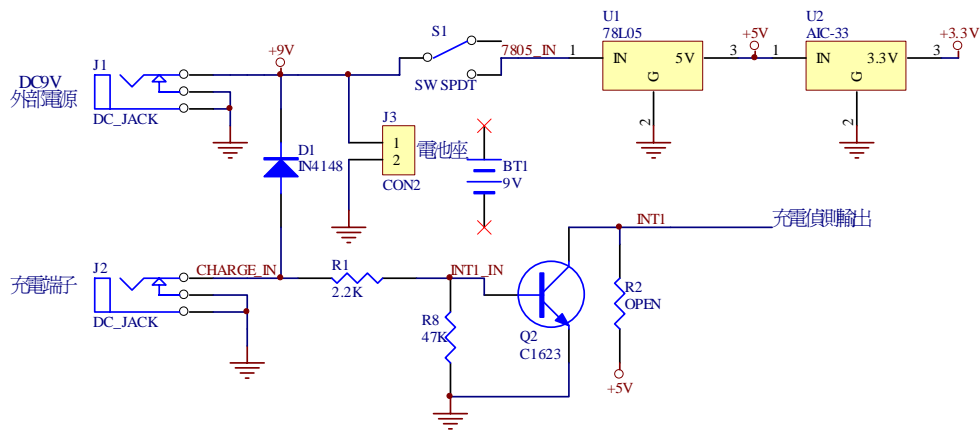 U1
78L05
U2
AIC-33
S1
+9V
7805_IN
1
IN
5V
G
3
+5V
1
IN
3.3V
G
3
+3.3V
2
2
J1
DC9V
外部電源
DC_JACK
SW SPDT
J3
1
2
電池座
CON2
D1
IN4148
BT1
9V
J2
充電端子
DC_JACK
CHARGE_IN
R1
2.2K
INT1_IN
INT1
充電偵測輸出
R8
47K
Q2
C1623
R2
OPEN
+5V